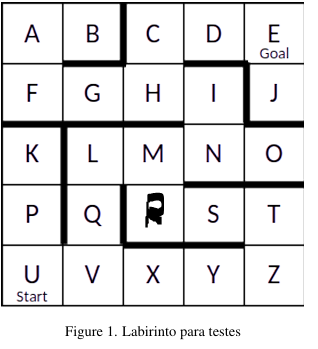 A B C D E
Goal
F G H I J
K L M N O
P Q S T
U V X Y Z
Start
Figure 1. Labirinto para testes